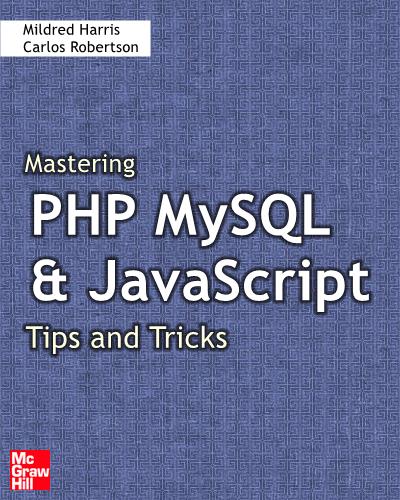 Mildred Harris
Carlos Robertson
Mastering
PHP MySQL
& JavaScript
Tips and Tricks
Mc
Graw
Hill